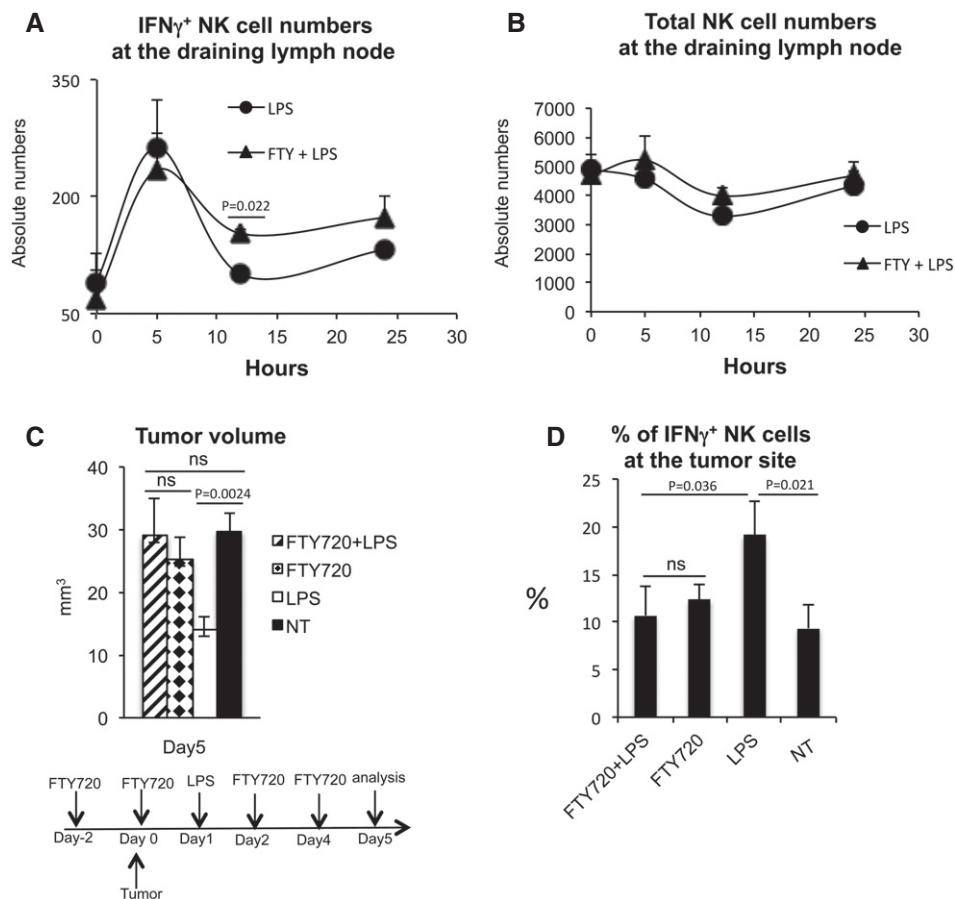 A
IFNγ+ NK cell numbers
at the draining lymph node
Absolute numbers
350
200
50
LPS
FTY + LPS
P=0.022
0 5 10 15 20 25 30
Hours
B
Total NK cell numbers
at the draining lymph node
Absolute numbers
7000
6000
5000
4000
3000
2000
1000
0
LPS
FTY + LPS
0 5 10 15 20 25 30
Hours
C
Tumor volume
mm³
40
30
20
10
0
ns
ns
P=0.0024
FTY720+LPS
FTY720
LPS
NT
Day5
FTY720 FTY720 LPS FTY720 FTY720 analysis
Day-2 Day 0 Day1 Day2 Day4 Day5
Tumor
D
% of IFNγ+ NK cells
at the tumor site
%
25
20
15
10
5
0
P=0.036 P=0.021
ns
FTY720+LPS FTY720 LPS NT